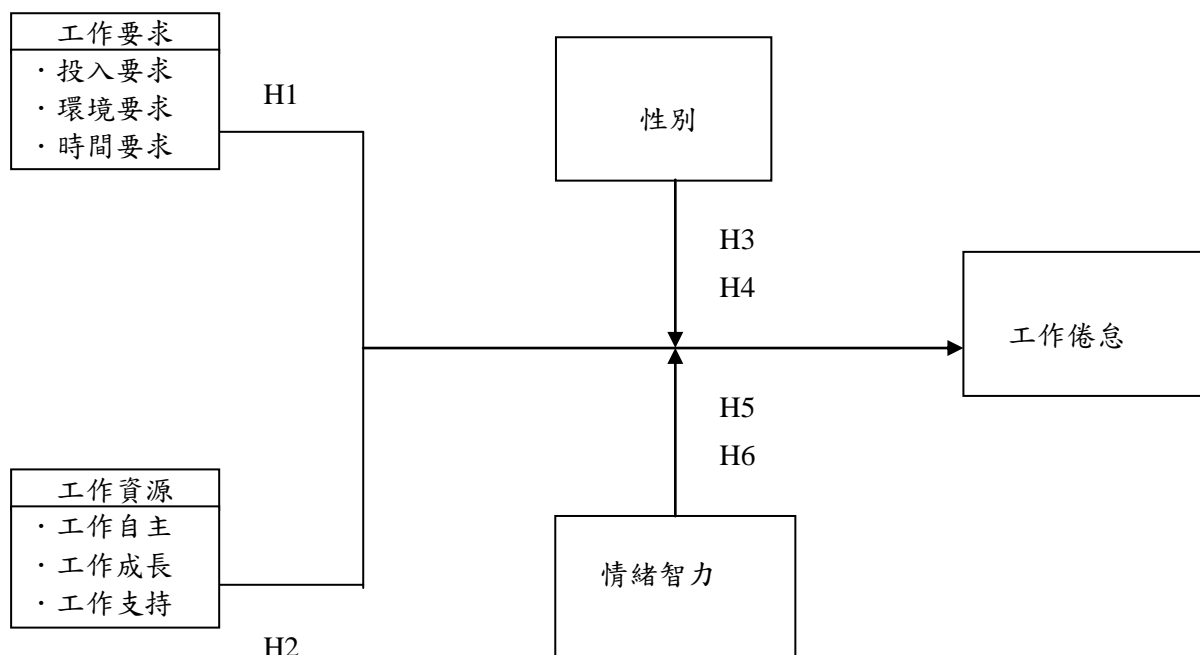 工作要求
．投入要求
．環境要求
．時間要求
H1
性別
H3
H4
工作倦怠
H5
H6
工作資源
．工作自主
．工作成長
．工作支持
情緒智力
H2